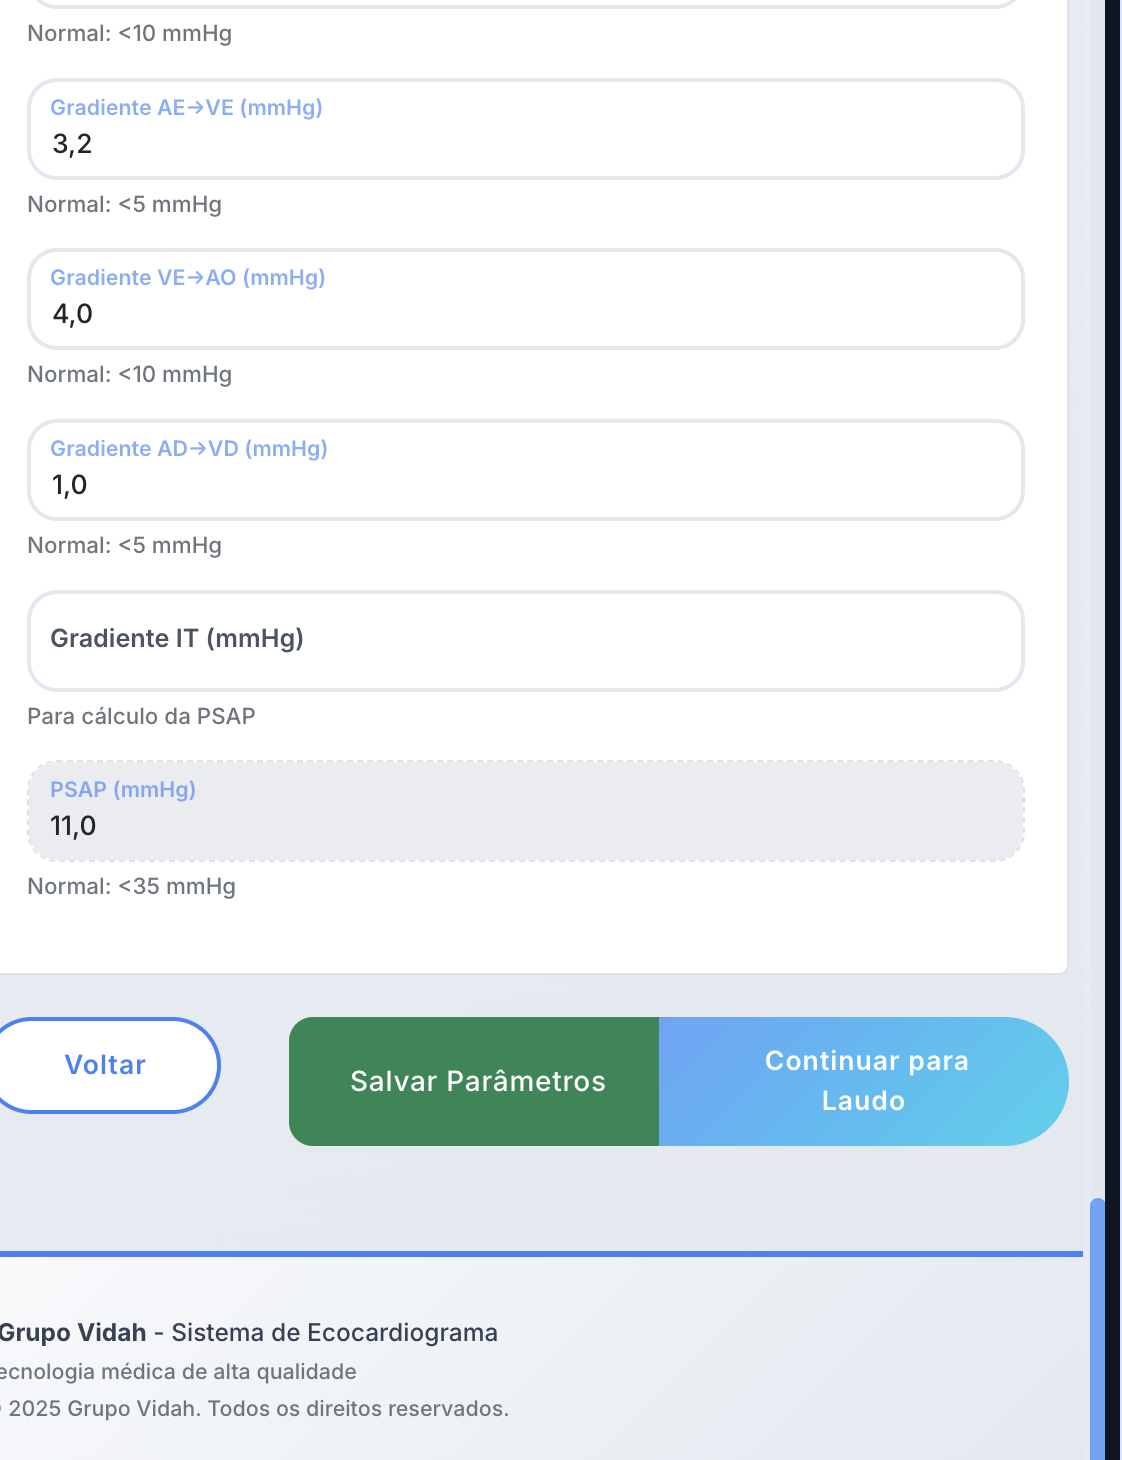 Normal: <10 mmHg
Gradiente AE→VE (mmHg)
3,2
Normal: <5 mmHg
Gradiente VE→AO (mmHg)
4,0
Normal: <10 mmHg
Gradiente AD→VD (mmHg)
1,0
Normal: <5 mmHg
Gradiente IT (mmHg)
Para cálculo da PSAP
PSAP (mmHg)
11,0
Normal: <35 mmHg
Voltar
Salvar Parâmetros
Continuar para
Laudo
Grupo Vidah - Sistema de Ecocardiograma
ecnologia médica de alta qualidade
2025 Grupo Vidah. Todos os direitos reservados.